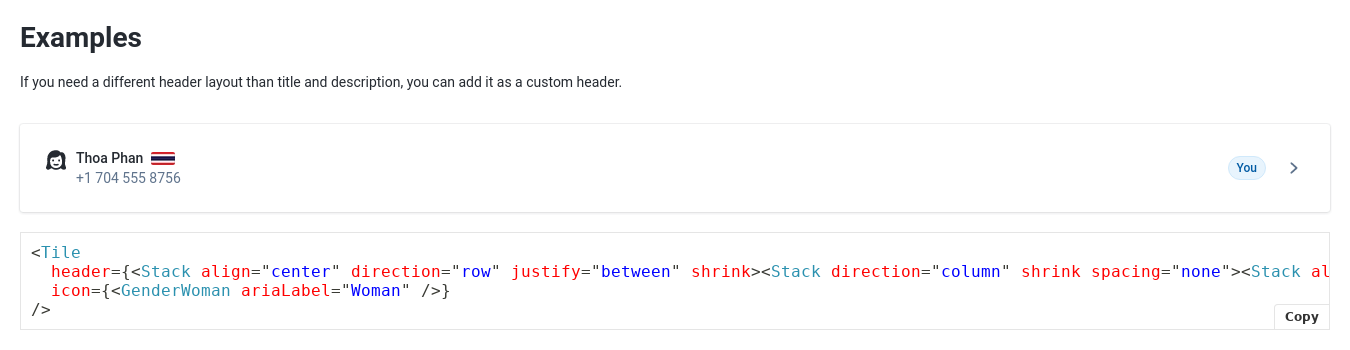 Examples
If you need a different header layout than title and description, you can add it as a custom header.
Thoa Phan
+1 704 555 8756
You
<Tile
  header={<Stack align="center" direction="row" justify="between" shrink><Stack direction="column" shrink spacing="none"><Stack al
  icon={<GenderWoman ariaLabel="Woman" />}
/>
Copy